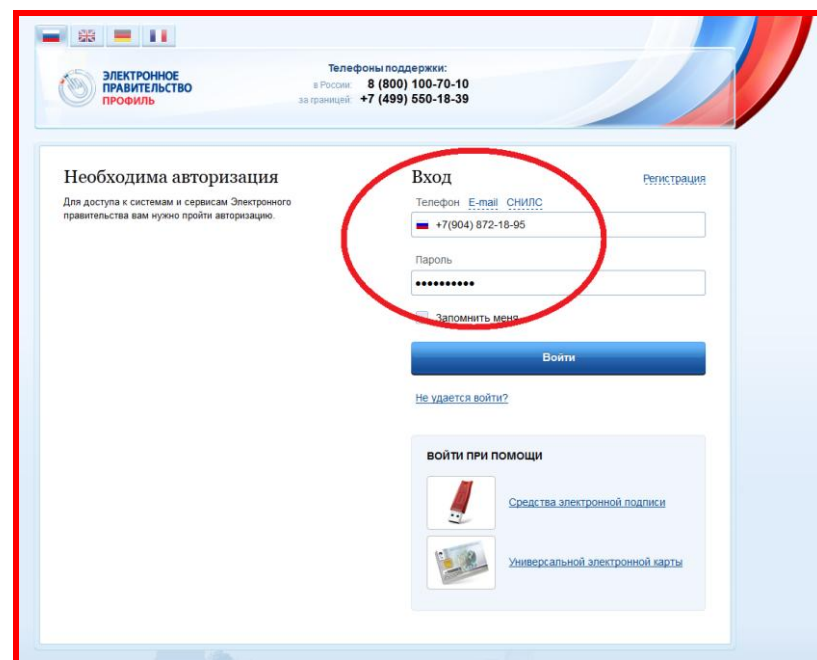 ЭЛЕКТРОННОЕ
ПРАВИТЕЛЬСТВО
ПРОФИЛЬ
Телефоны поддержки:
в России: 8 (800) 100-70-10
за границей: +7 (499) 550-18-39
Необходима авторизация
Для доступа к системам и сервисам Электронного
правительства вам нужно пройти авторизацию.
Вход
Регистрация
Телефон E-mail СНИЛС
+7(904) 872-18-95
Пароль
••••••••••
Запомнить меня
Войти
Не удается войти?
ВОЙТИ ПРИ ПОМОЩИ
Средства электронной подписи
Универсальной электронной карты